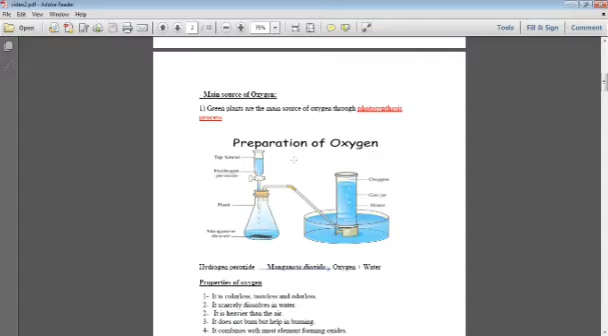 video2.pdf - Adobe Reader
File Edit View Window Help
Open 2 / 10 75% Tools Fill & Sign Comment
Main source of Oxygen:
1) Green plants are the main source of oxygen through photosynthesis
process
Preparation of Oxygen
Tap funnel
Hydrogen
peroxide
Oxygen
Gas jar
Flask
Water
Manganese
dioxide
Hydrogen peroxide Manganese dioxide Oxygen + Water
Properties of oxygen
1- It is colorless, tasteless and odorless.
2- It scarcely dissolves in water.
2- It is heavier than the air.
3- It does not burn but help in burning.
4- It combines with most element forming oxides.